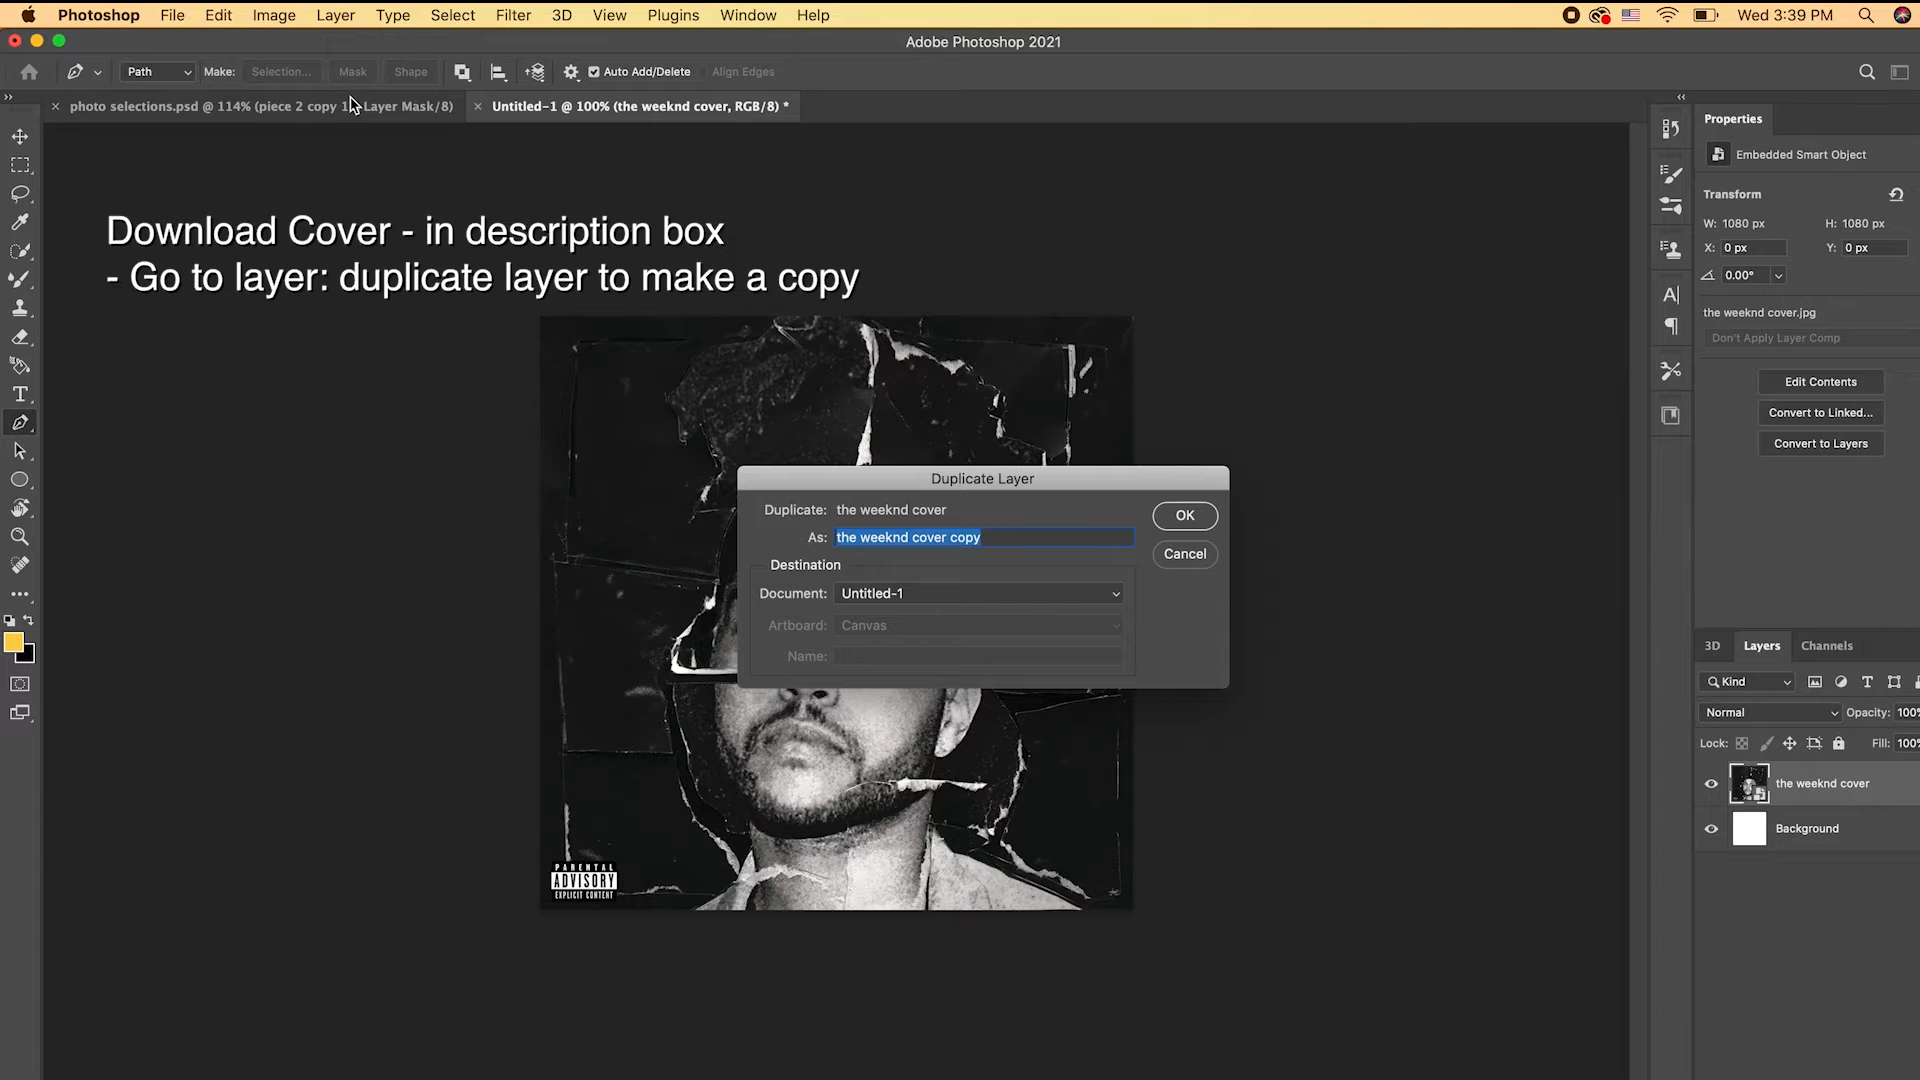 Photoshop File Edit Image Layer Type Select Filter 3D View Plugins Window Help
Wed 3:39 PM
Adobe Photoshop 2021
Path Make: Selection... Mask Shape Auto Add/Delete Align Edges
photo selections.psd @ 114% (piece 2 copy Layer Mask/8)
Untitled-1 @ 100% (the weeknd cover, RGB/8) *
Download Cover - in description box
- Go to layer: duplicate layer to make a copy
PARENTAL
ADVISORY
EXPLICIT CONTENT
Duplicate Layer
Duplicate: the weeknd cover
As: the weeknd cover copy
Destination
Document: Untitled-1
Artboard: Canvas
Name:
OK
Cancel
Properties
Embedded Smart Object
Transform
W: 1080 px H: 1080 px
X: 0 px Y: 0 px
0.00°
the weeknd cover.jpg
Don't Apply Layer Comp
Edit Contents
Convert to Linked...
Convert to Layers
3D Layers Channels
Kind
Normal Opacity: 100%
Lock: Fill: 100%
the weeknd cover
Background